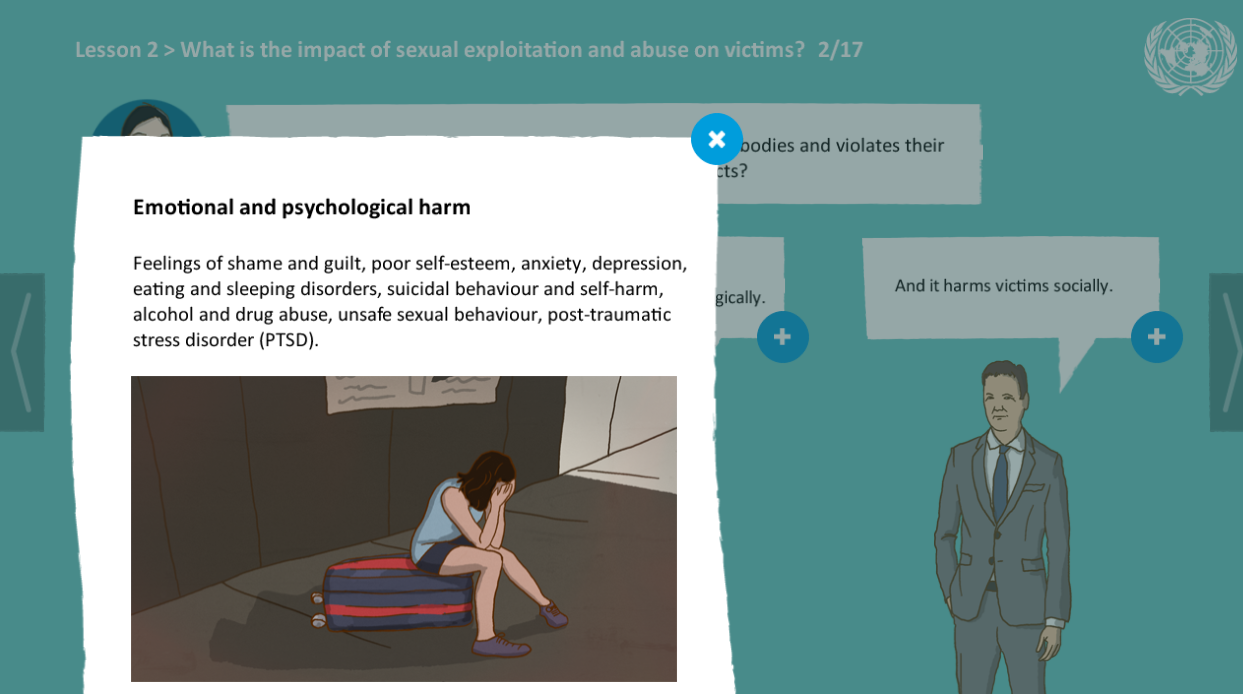 Lesson 2 > What is the impact of sexual exploitation and abuse on victims? 2/17
bodies and violates their
cts?
Emotional and psychological harm
Feelings of shame and guilt, poor self-esteem, anxiety, depression,
eating and sleeping disorders, suicidal behaviour and self-harm,
alcohol and drug abuse, unsafe sexual behaviour, post-traumatic
stress disorder (PTSD).
gically.
And it harms victims socially.